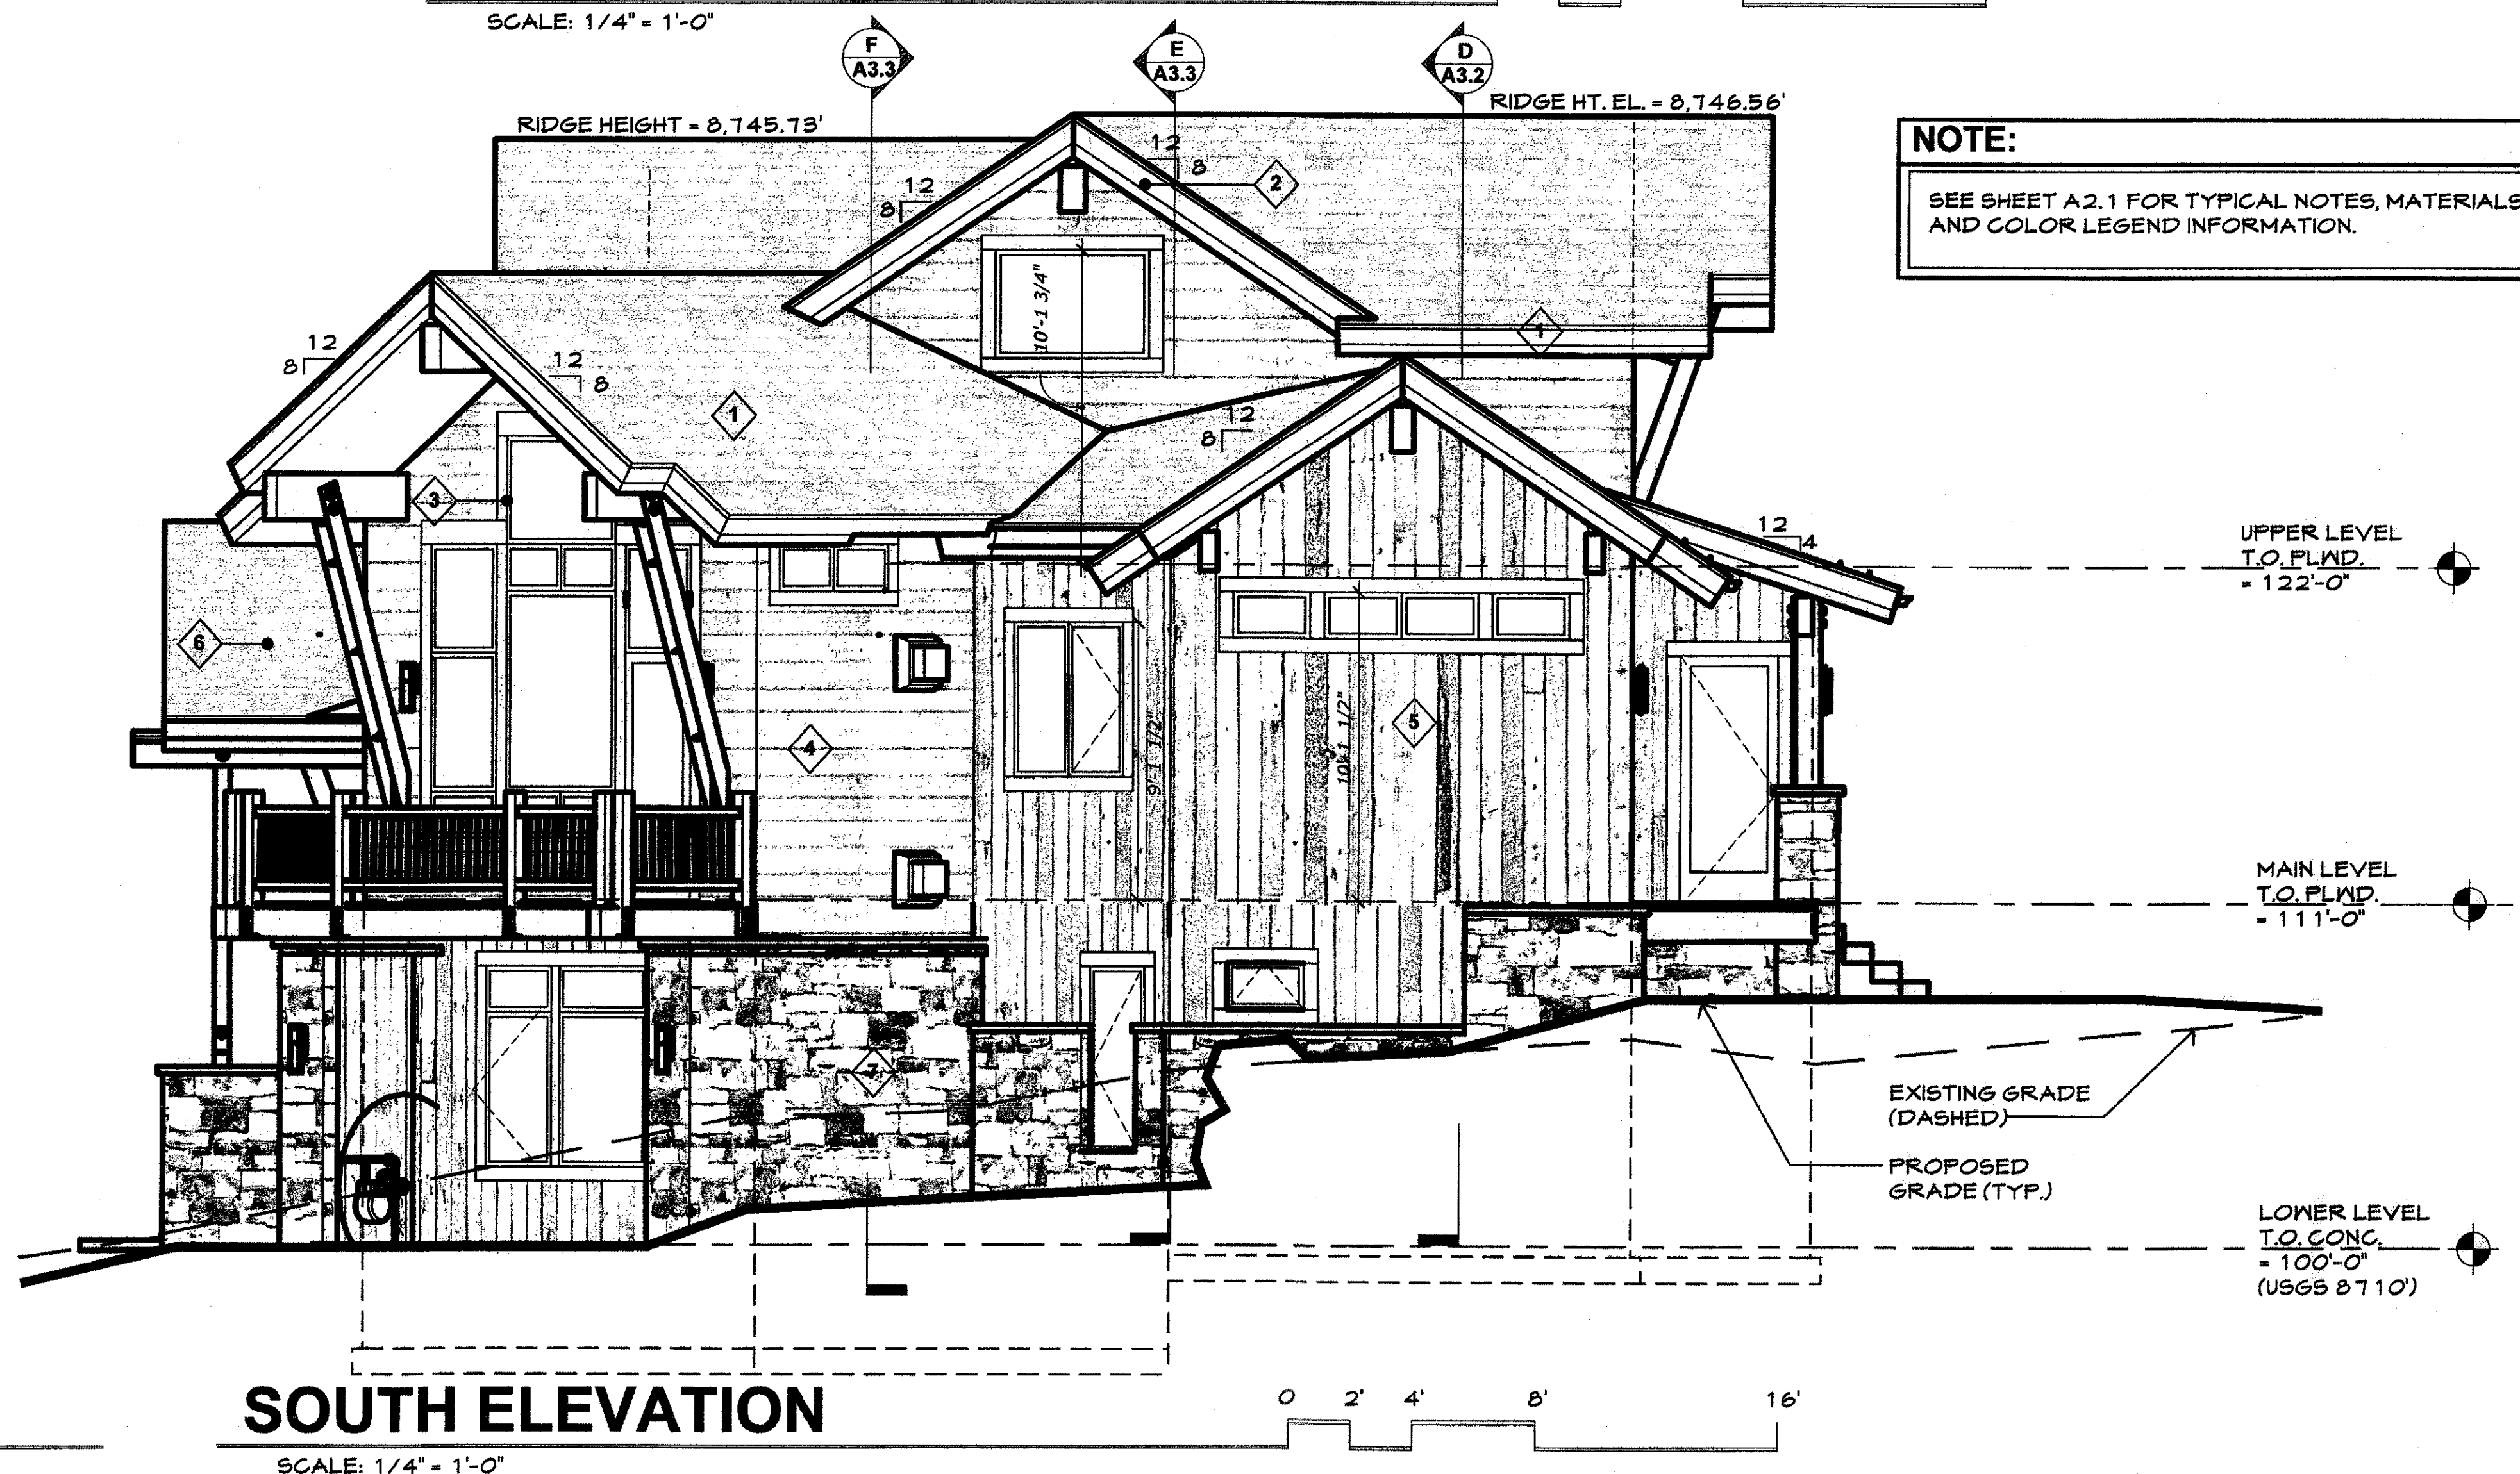 SCALE: 1/4" = 1'-0"
F
A3.3
E
A3.3
D
A3.2
RIDGE HEIGHT = 8,745.73'
RIDGE HT. EL. = 8,746.56'
NOTE:
SEE SHEET A2.1 FOR TYPICAL NOTES, MATERIALS
AND COLOR LEGEND INFORMATION.
12
8
2
12
8
10'-1 3/4"
1
12
8
12
8
1
12
8
3
12
4
UPPER LEVEL
T.O. PLWD.
= 122'-0"
6
4
9'-1 1/2"
10'-1 1/2"
5
MAIN LEVEL
T.O. PLWD.
= 111'-0"
7
EXISTING GRADE
(DASHED)
PROPOSED
GRADE (TYP.)
LOWER LEVEL
T.O. CONC.
= 100'-0"
(USGS 8710')
SOUTH ELEVATION
0 2' 4' 8' 16'
SCALE: 1/4" = 1'-0"